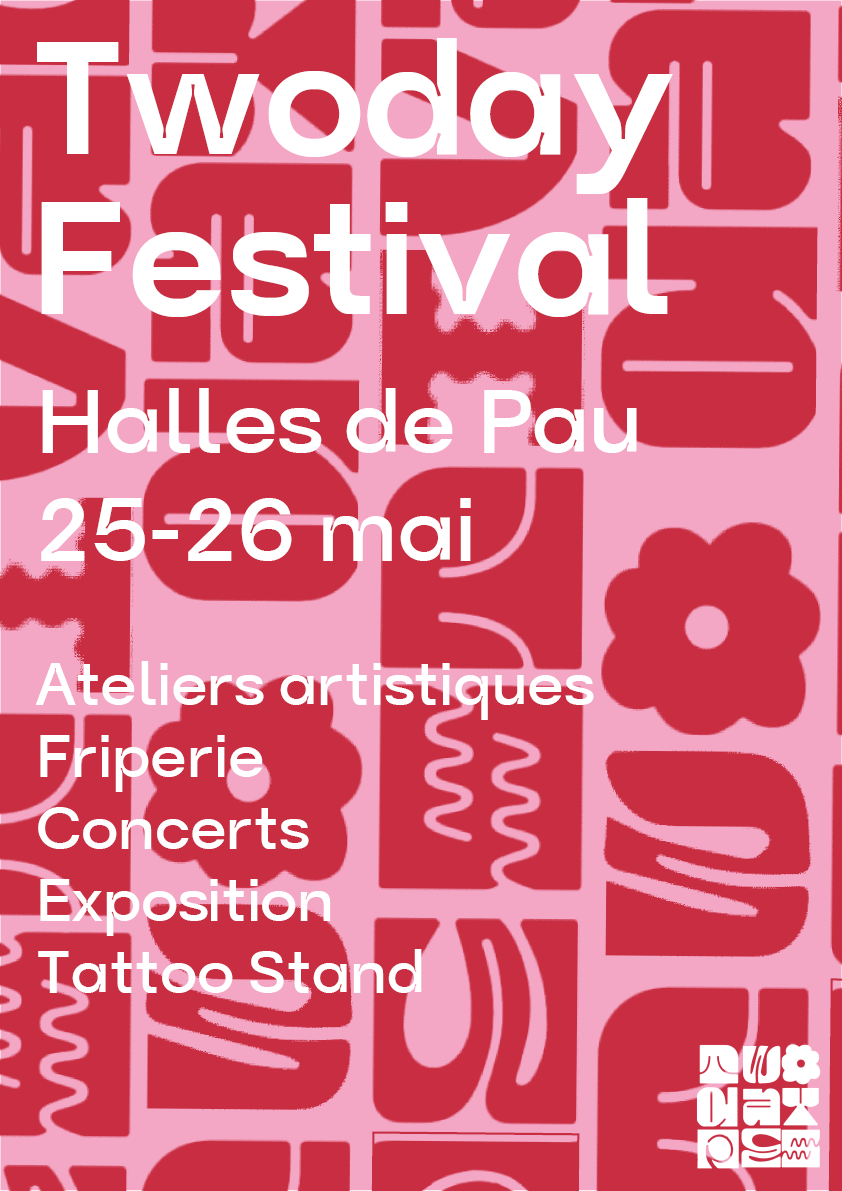 Twoday
Festival
Halles de Pau
25-26 mai
Ateliers artistiques
Friperie
Concerts
Exposition
Tattoo Stand